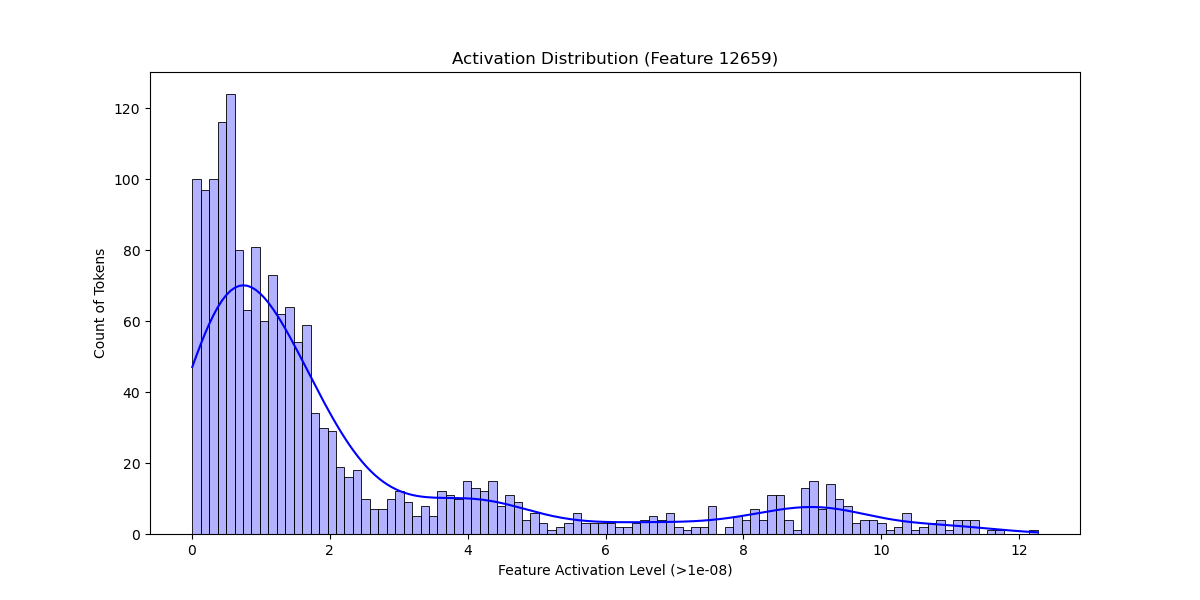 Activation Distribution (Feature 12659)
Count of Tokens
120
100
80
60
40
20
0
0 2 4 6 8 10 12
Feature Activation Level (>1e-08)